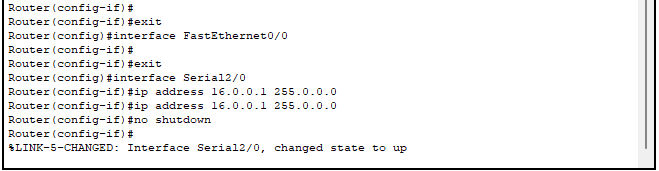 Router(config-if)#
Router(config-if)#exit
Router(config)#interface FastEthernet0/0
Router(config-if)#
Router(config-if)#exit
Router(config)#interface Serial2/0
Router(config-if)#ip address 16.0.0.1 255.0.0.0
Router(config-if)#ip address 16.0.0.1 255.0.0.0
Router(config-if)#no shutdown
Router(config-if)#
%LINK-5-CHANGED: Interface Serial2/0, changed state to up